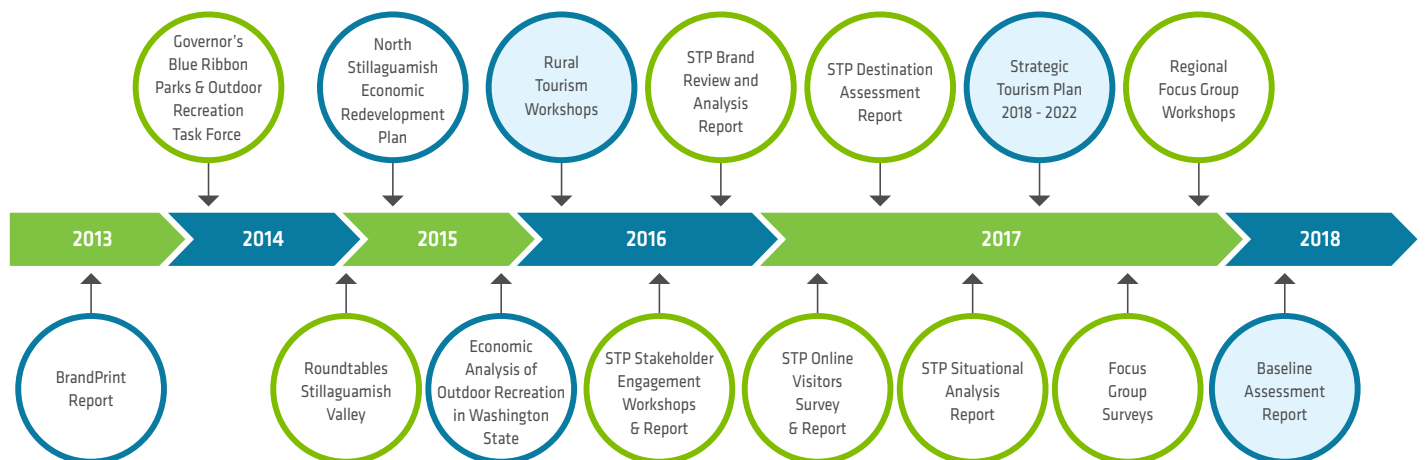 Governor's
Blue Ribbon
Parks & Outdoor
Recreation
Task Force
North
Stillaguamish
Economic
Redevelopment
Plan
Rural
Tourism
Workshops
STP Brand
Review and
Analysis
Report
STP Destination
Assessment
Report
Strategic
Tourism Plan
2018 - 2022
Regional
Focus Group
Workshops
2013
2014
2015
2016
2017
2018
BrandPrint
Report
Roundtables
Stillaguamish
Valley
Economic
Analysis of
Outdoor Recreation
in Washington
State
STP Stakeholder
Engagement
Workshops
& Report
STP Online
Visitors
Survey
& Report
STP Situational
Analysis
Report
Focus
Group
Surveys
Baseline
Assessment
Report